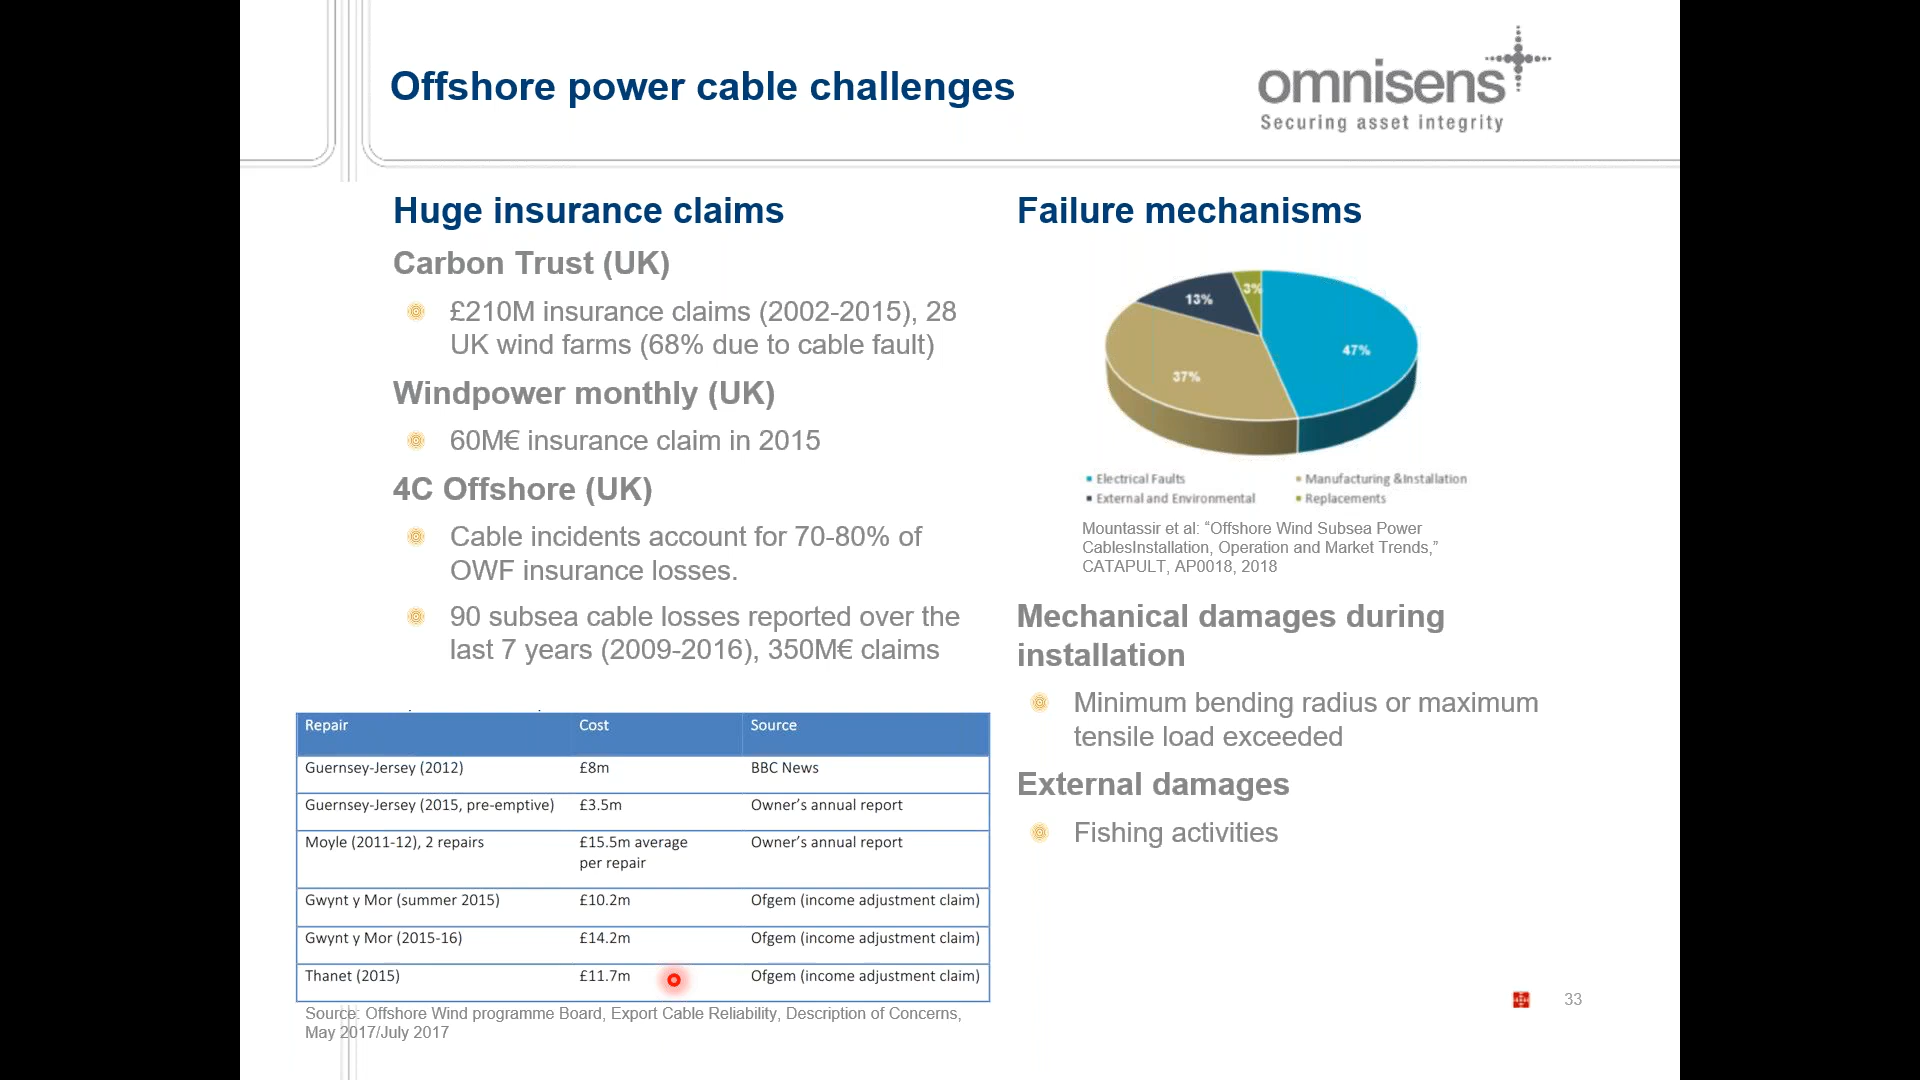 Offshore power cable challenges
omnisens
Securing asset integrity
Huge insurance claims
Carbon Trust (UK)
£210M insurance claims (2002-2015), 28
UK wind farms (68% due to cable fault)
Windpower monthly (UK)
60M€ insurance claim in 2015
4C Offshore (UK)
Cable incidents account for 70-80% of
OWF insurance losses.
90 subsea cable losses reported over the
last 7 years (2009-2016), 350M€ claims
Repair Cost Source
Guernsey-Jersey (2012) £8m BBC News
Guernsey-Jersey (2015, pre-emptive) £3.5m Owner’s annual report
Moyle (2011-12), 2 repairs £15.5m average Owner’s annual report
per repair
Gwynt y Mor (summer 2015) £10.2m Ofgem (income adjustment claim)
Gwynt y Mor (2015-16) £14.2m Ofgem (income adjustment claim)
Thanet (2015) £11.7m Ofgem (income adjustment claim)
Source: Offshore Wind programme Board, Export Cable Reliability, Description of Concerns,
May 2017/July 2017
Failure mechanisms
3%
13%
47%
37%
Electrical Faults Manufacturing &Installation
External and Environmental Replacements
Mountassir et al: “Offshore Wind Subsea Power
CablesInstallation, Operation and Market Trends,”
CATAPULT, AP0018, 2018
Mechanical damages during
installation
Minimum bending radius or maximum
tensile load exceeded
External damages
Fishing activities
33